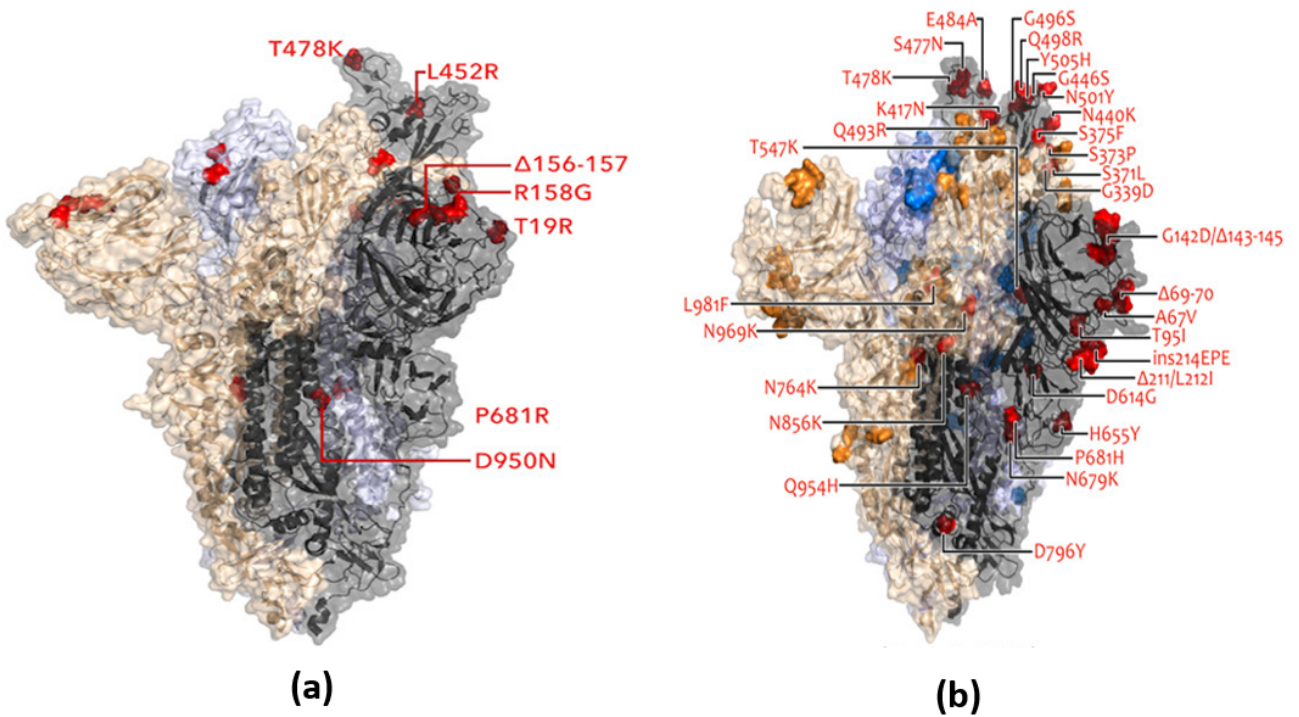 T478K
L452R
Δ156-157
R158G
T19R
P681R
D950N
(a)
E484A
S477N
T478K
K417N
Q493R
T547K
G496S
Q498R
Y505H
G446S
N501Y
N440K
S375F
S373P
S371L
G339D
G142D/Δ143-145
Δ69-70
A67V
T95I
ins214EPE
Δ211/L212I
D614G
H655Y
P681H
N679K
D796Y
L981F
N969K
N764K
N856K
Q954H
(b)